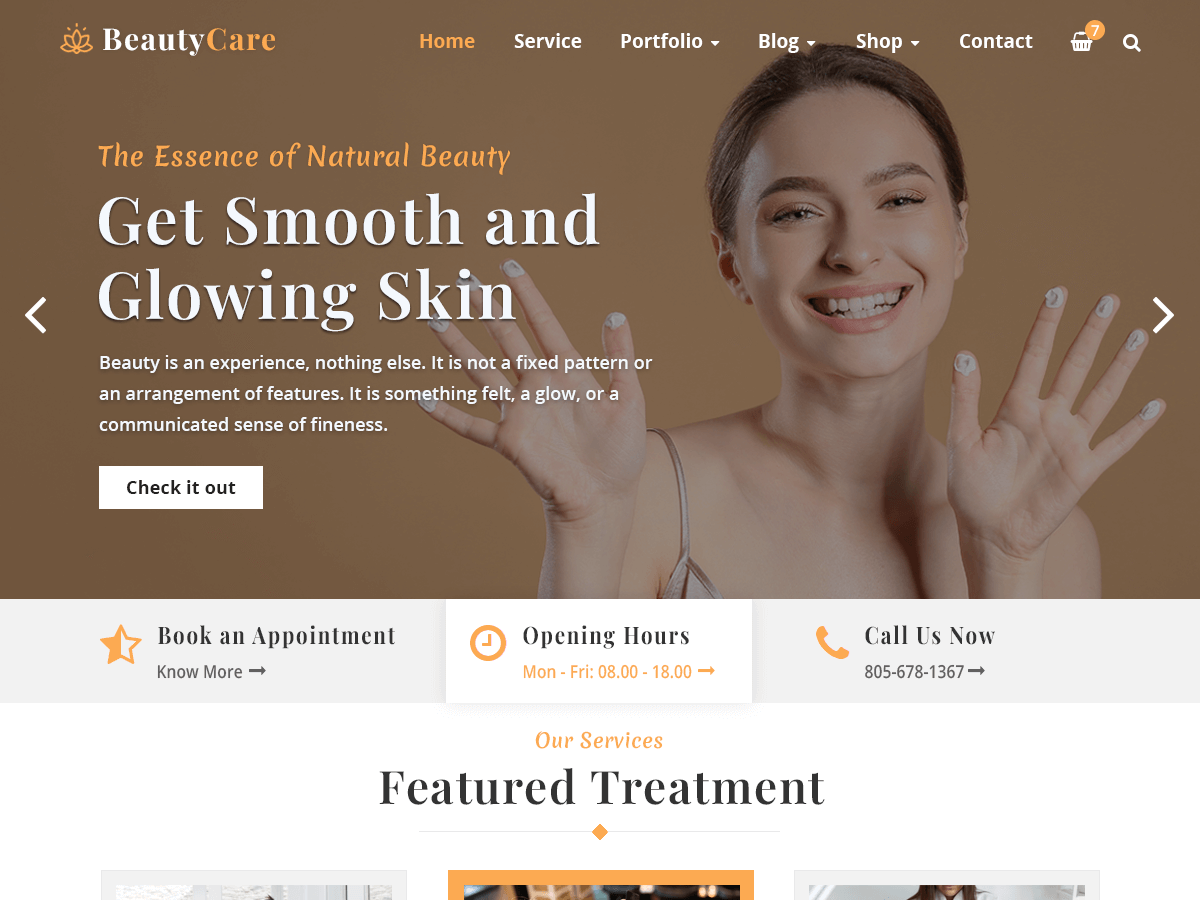 BeautyCare
Home Service Portfolio Blog Shop Contact 7
The Essence of Natural Beauty
Get Smooth and
Glowing Skin
Beauty is an experience, nothing else. It is not a fixed pattern or
an arrangement of features. It is something felt, a glow, or a
communicated sense of fineness.
Check it out
Book an Appointment
Know More
Opening Hours
Mon - Fri: 08.00 - 18.00
Call Us Now
805-678-1367
Our Services
Featured Treatment